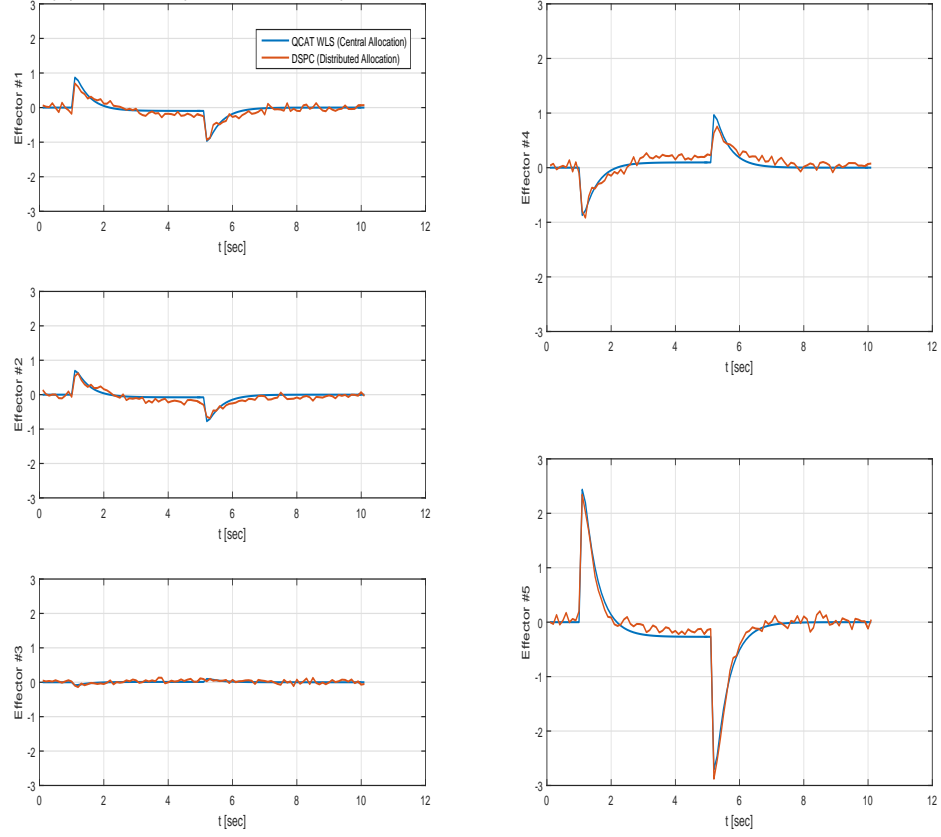 3
2
1
0
-1
-2
-3
Effector #1
QCAT WLS (Central Allocation)
DSPC (Distributed Allocation)
0 2 4 6 8 10 12
t [sec]
3
2
1
0
-1
-2
-3
Effector #2
0 2 4 6 8 10 12
t [sec]
3
2
1
0
-1
-2
-3
Effector #3
0 2 4 6 8 10 12
t [sec]
3
2
1
0
-1
-2
-3
Effector #4
0 2 4 6 8 10 12
t [sec]
3
2
1
0
-1
-2
-3
Effector #5
0 2 4 6 8 10 12
t [sec]